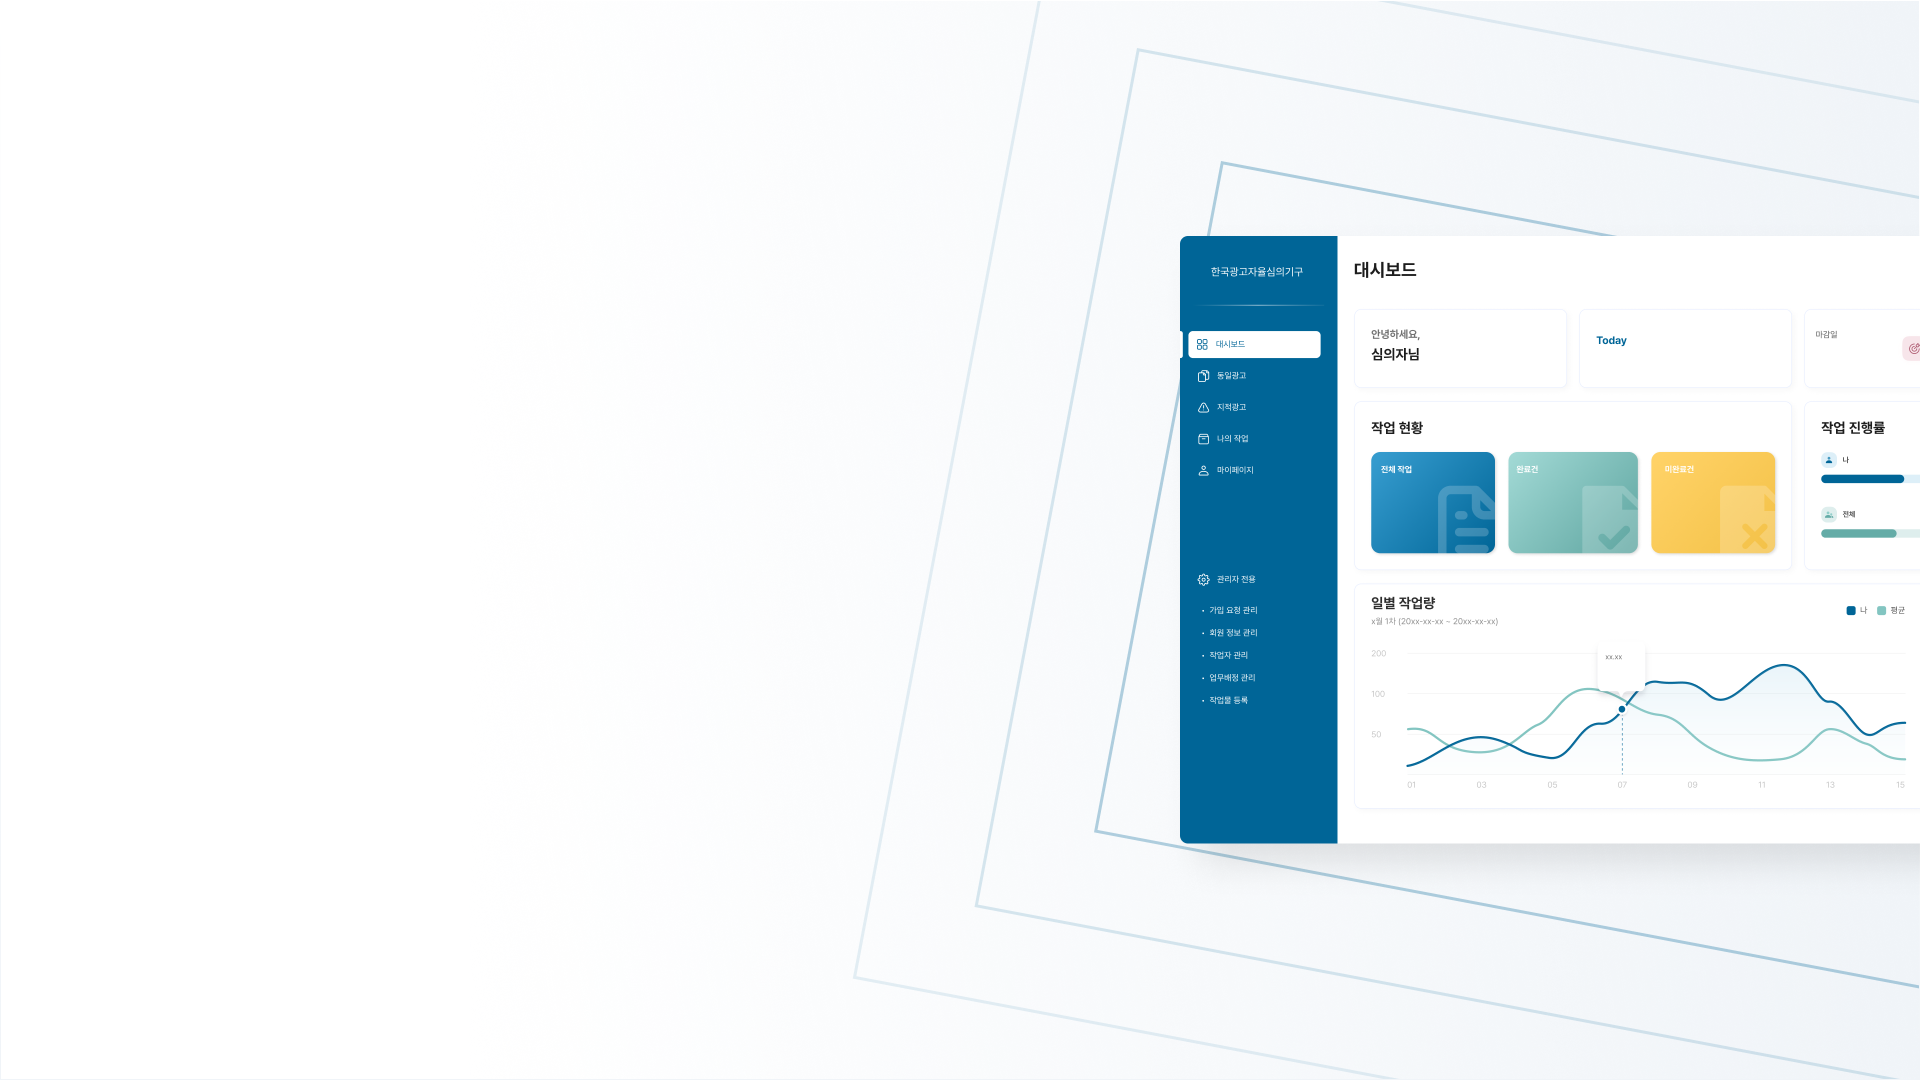 한국광고자율심의기구
대시보드
동일광고
지적광고
나의 작업
마이페이지
관리자 전용
· 가입 요청 관리
· 회원 정보 관리
· 작업자 관리
· 업무배정 관리
· 작업물 등록
대시보드
안녕하세요,
심의자님
Today
마감일
작업 현황
전체 작업
완료건
미완료건
작업 진행률
나
전체
일별 작업량
x월 1차 (20xx-xx-xx ~ 20xx-xx-xx)
나
평균
200
100
50
xx.xx
01
03
05
07
09
11
13
15